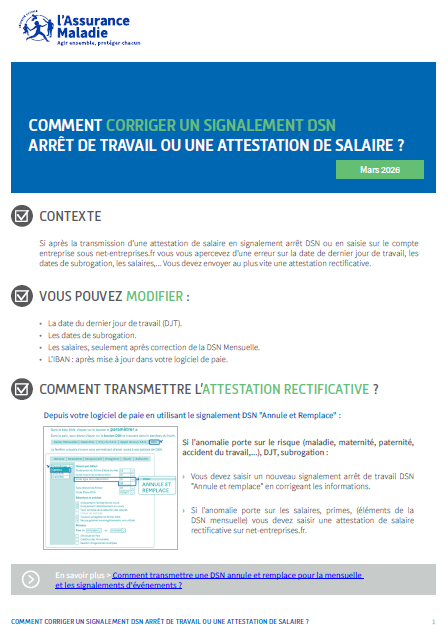 l'Assurance
Maladie
Agir ensemble, protéger chacun
COMMENT CORRIGER UN SIGNALEMENT DSN
ARRÊT DE TRAVAIL OU UNE ATTESTATION DE SALAIRE ?
Mars 2026
CONTEXTE
Si après la transmission d'une attestation de salaire en signalement arrêt DSN ou en saisie sur le compte
entreprise sous net-entreprises.fr vous vous apercevez d'une erreur sur la date de dernier jour de travail, les
dates de subrogation, les salaires,... Vous devez envoyer au plus vite une attestation rectificative.
VOUS POUVEZ MODIFIER :
• La date du dernier jour de travail (DJT).
• Les dates de subrogation.
• Les salaires, seulement après correction de la DSN Mensuelle.
• L'IBAN : après mise à jour dans votre logiciel de paie.
COMMENT TRANSMETTRE L'ATTESTATION RECTIFICATIVE ?
Depuis votre logiciel de paie en utilisant le signalement DSN "Annule et Remplace" :
ANNULE ET
REMPLACE
Si l'anomalie porte sur le risque (maladie, maternité, paternité,
accident du travail,...), DJT, subrogation :
› Vous devez saisir un nouveau signalement arrêt de travail DSN
"Annule et remplace" en corrigeant les informations.
› Si l'anomalie porte sur les salaires, primes, (éléments de la
DSN mensuelle) vous devez saisir une attestation de salaire
rectificative sur net-entreprises.fr.
En savoir plus > Comment transmettre une DSN annule et remplace pour la mensuelle
et les signalements d'événements ?
COMMENT CORRIGER UN SIGNALEMENT DSN ARRÊT DE TRAVAIL OU UNE ATTESTATION DE SALAIRE ?
1